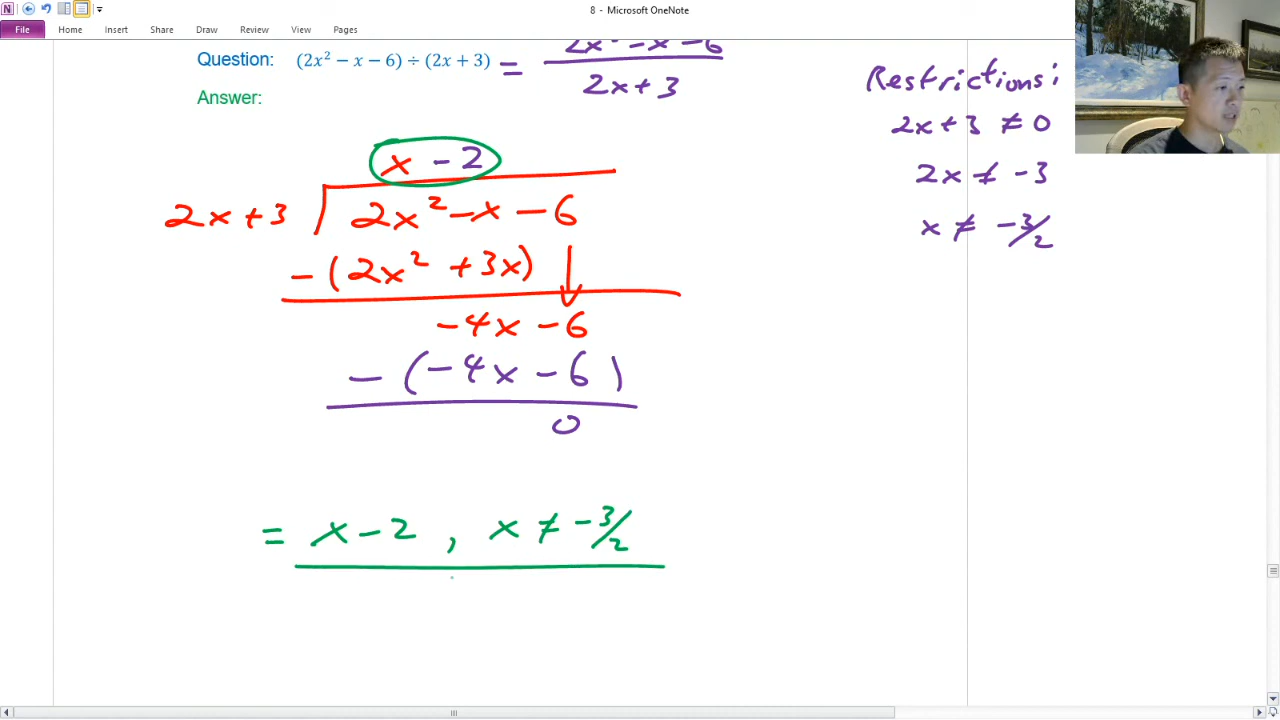 8 - Microsoft OneNote
File Home Insert Share Draw Review View Pages
Question: (2x² − x − 6) ÷ (2x + 3) = 2x² − x − 6
2x + 3
Answer:
Restrictions:
2x + 3 ≠ 0
2x ≠ -3
x ≠ -3/2
x - 2
2x + 3 2x² - x - 6
- (2x² + 3x) ↓
- 4x - 6
- (-4x - 6)
0
= x - 2 , x ≠ -3/2